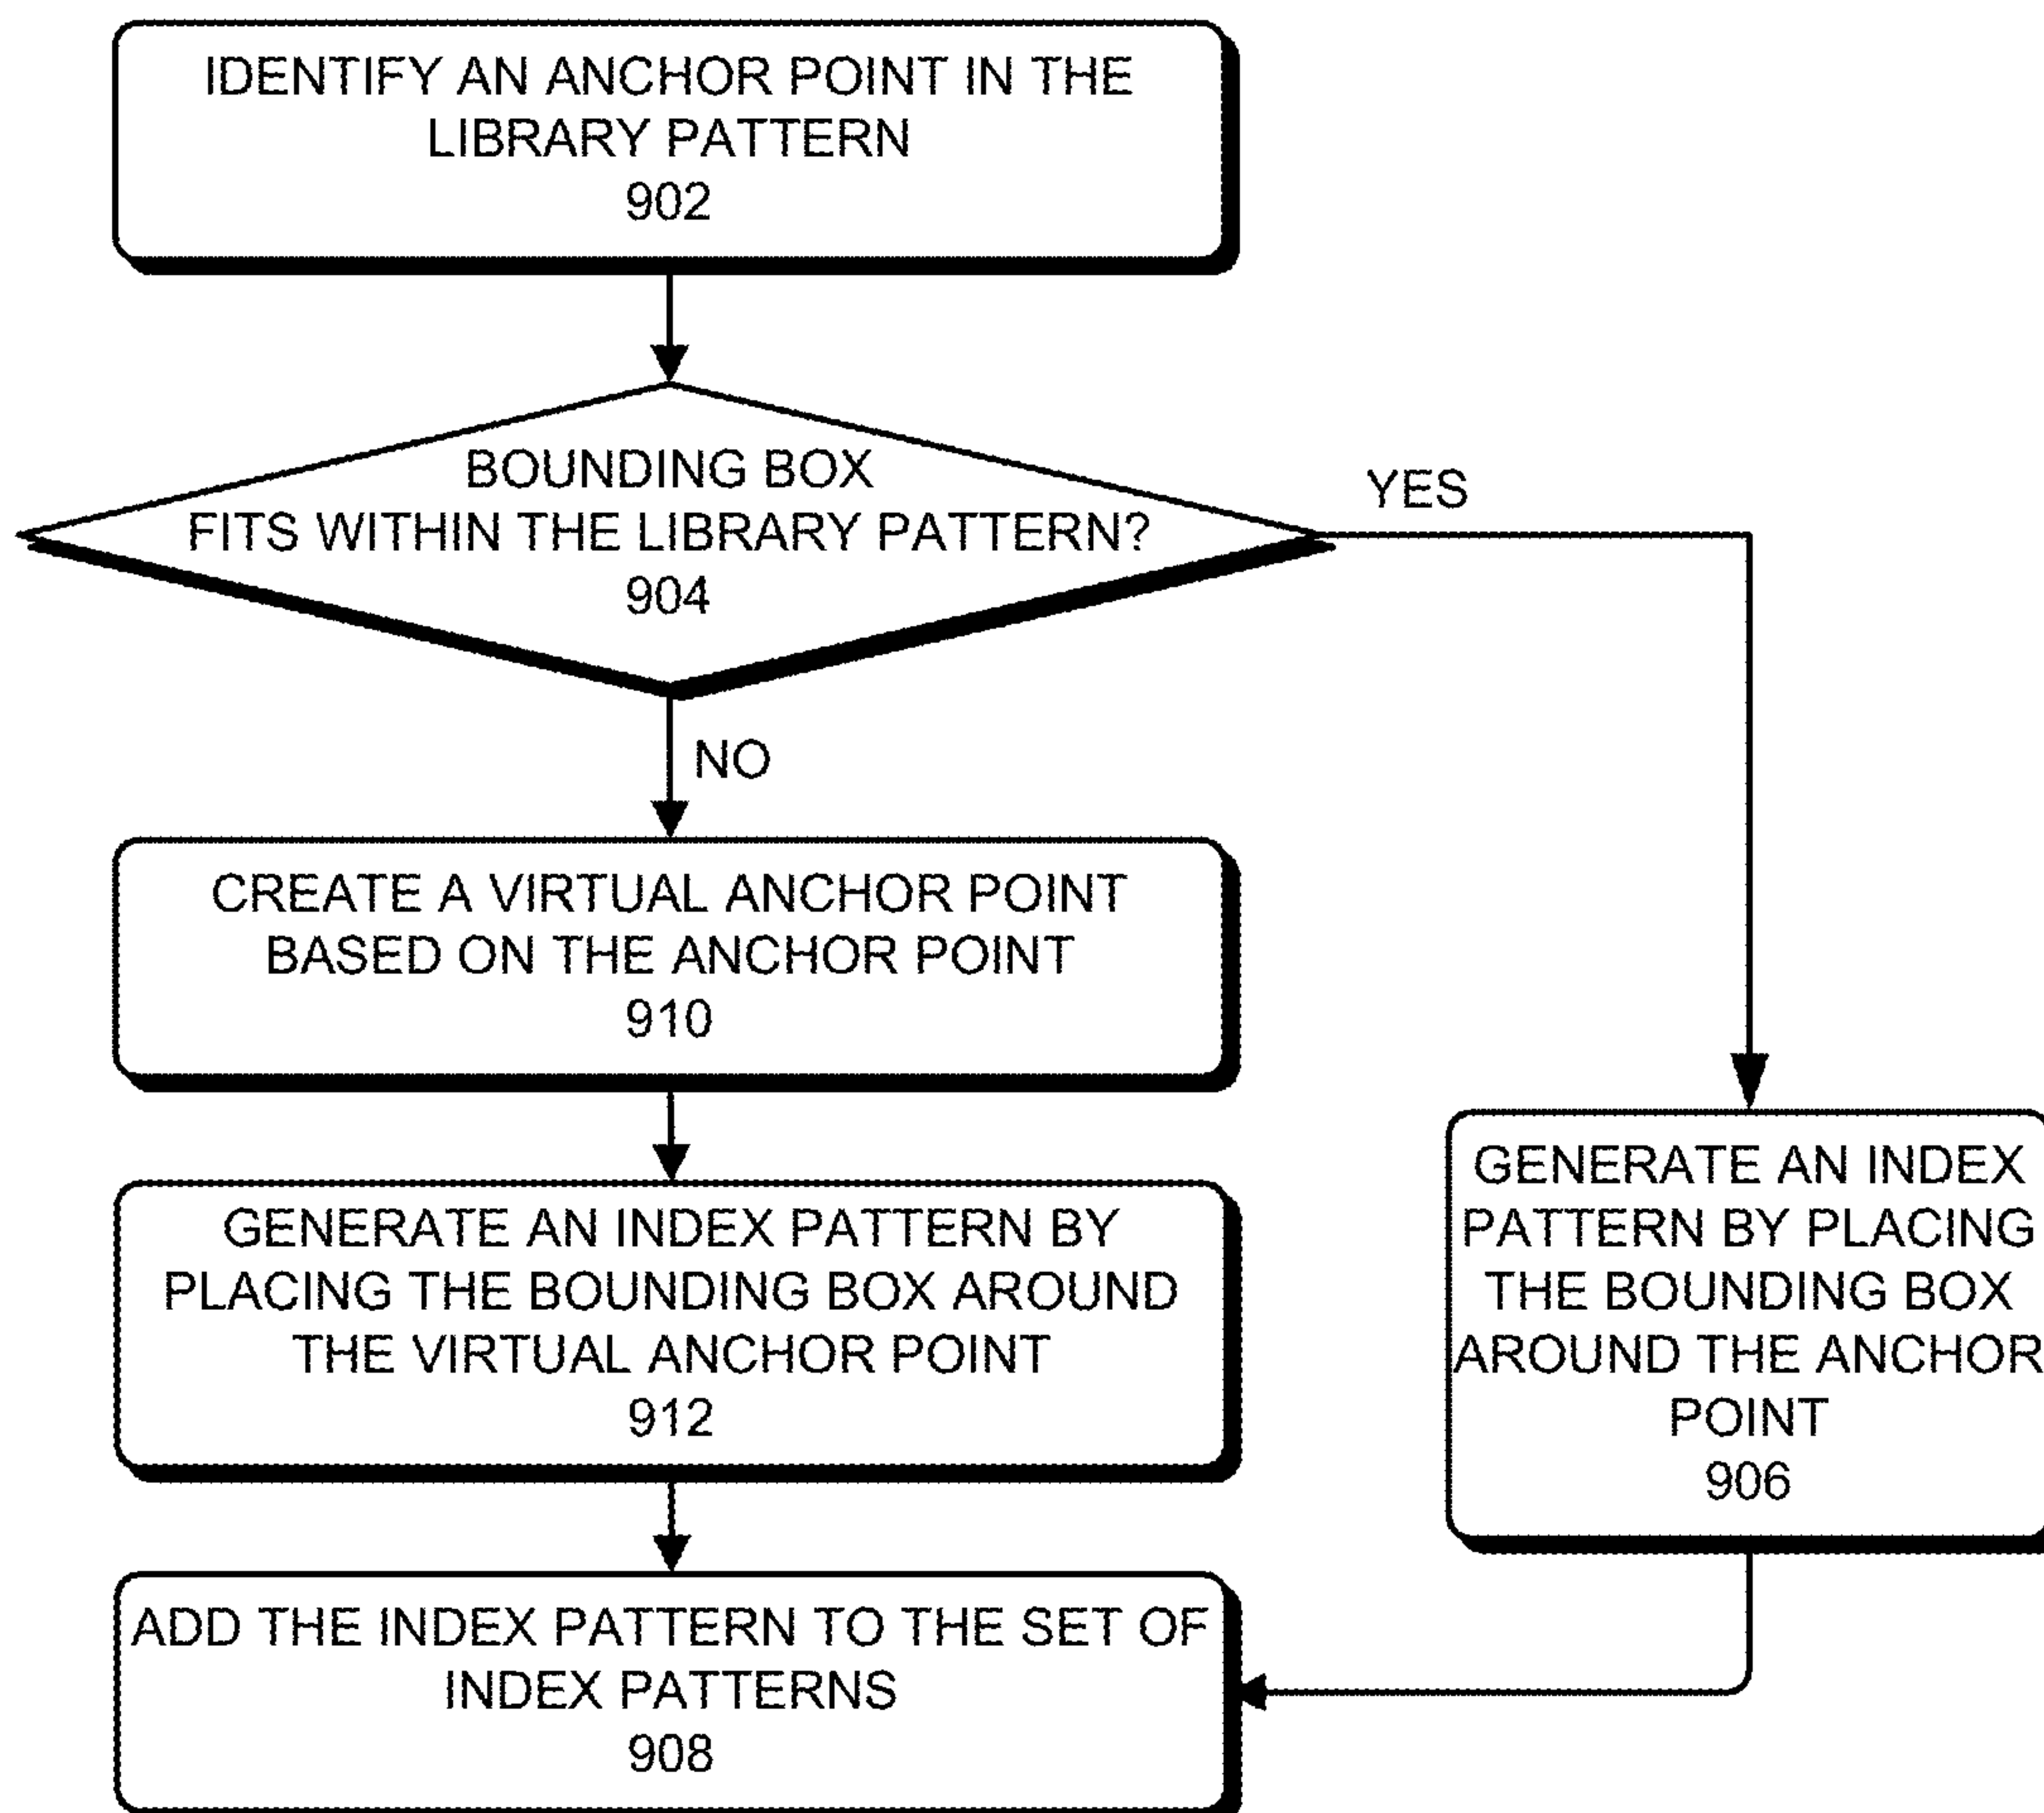 IDENTIFY AN ANCHOR POINT IN THE
LIBRARY PATTERN
902
BOUNDING BOX
FITS WITHIN THE LIBRARY PATTERN?
904
YES
NO
CREATE A VIRTUAL ANCHOR POINT
BASED ON THE ANCHOR POINT
910
GENERATE AN INDEX PATTERN BY
PLACING THE BOUNDING BOX AROUND
THE VIRTUAL ANCHOR POINT
912
GENERATE AN INDEX
PATTERN BY PLACING
THE BOUNDING BOX
AROUND THE ANCHOR
POINT
906
ADD THE INDEX PATTERN TO THE SET OF
INDEX PATTERNS
908